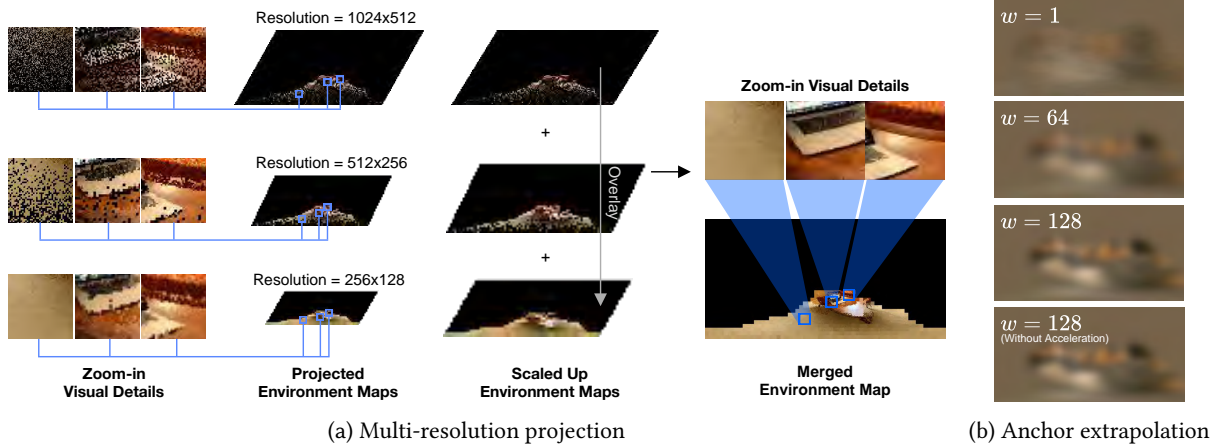 Resolution = 1024x512
Resolution = 512x256
Resolution = 256x128
Zoom-in
Visual Details
Projected
Environment Maps
+
+
Overlay
Scaled Up
Environment Maps
Zoom-in Visual Details
Merged
Environment Map
(a) Multi-resolution projection
w = 1
w = 64
w = 128
w = 128
(Without Acceleration)
(b) Anchor extrapolation